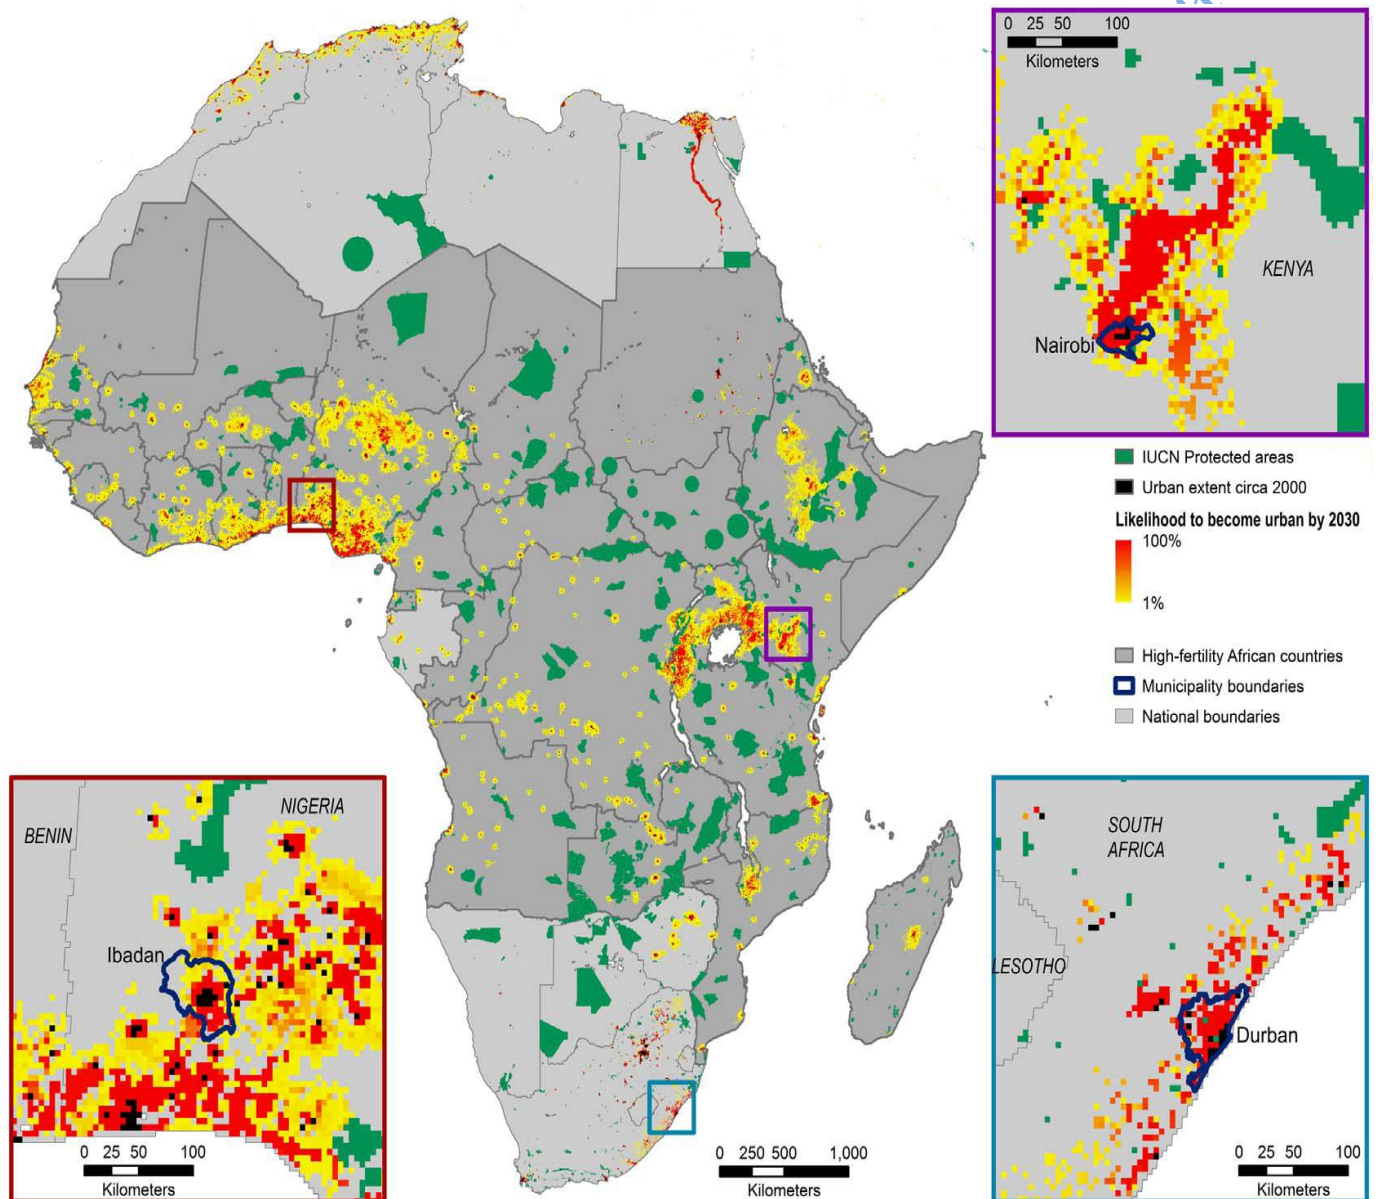 0 25 50 100
Kilometers
KENYA
Nairobi
IUCN Protected areas
Urban extent circa 2000
Likelihood to become urban by 2030
100%
1%
High-fertility African countries
Municipality boundaries
National boundaries
NIGERIA
BENIN
Ibadan
0 25 50 100
Kilometers
0 250 500 1,000
Kilometers
SOUTH
AFRICA
LESOTHO
Durban
0 25 50 100
Kilometers